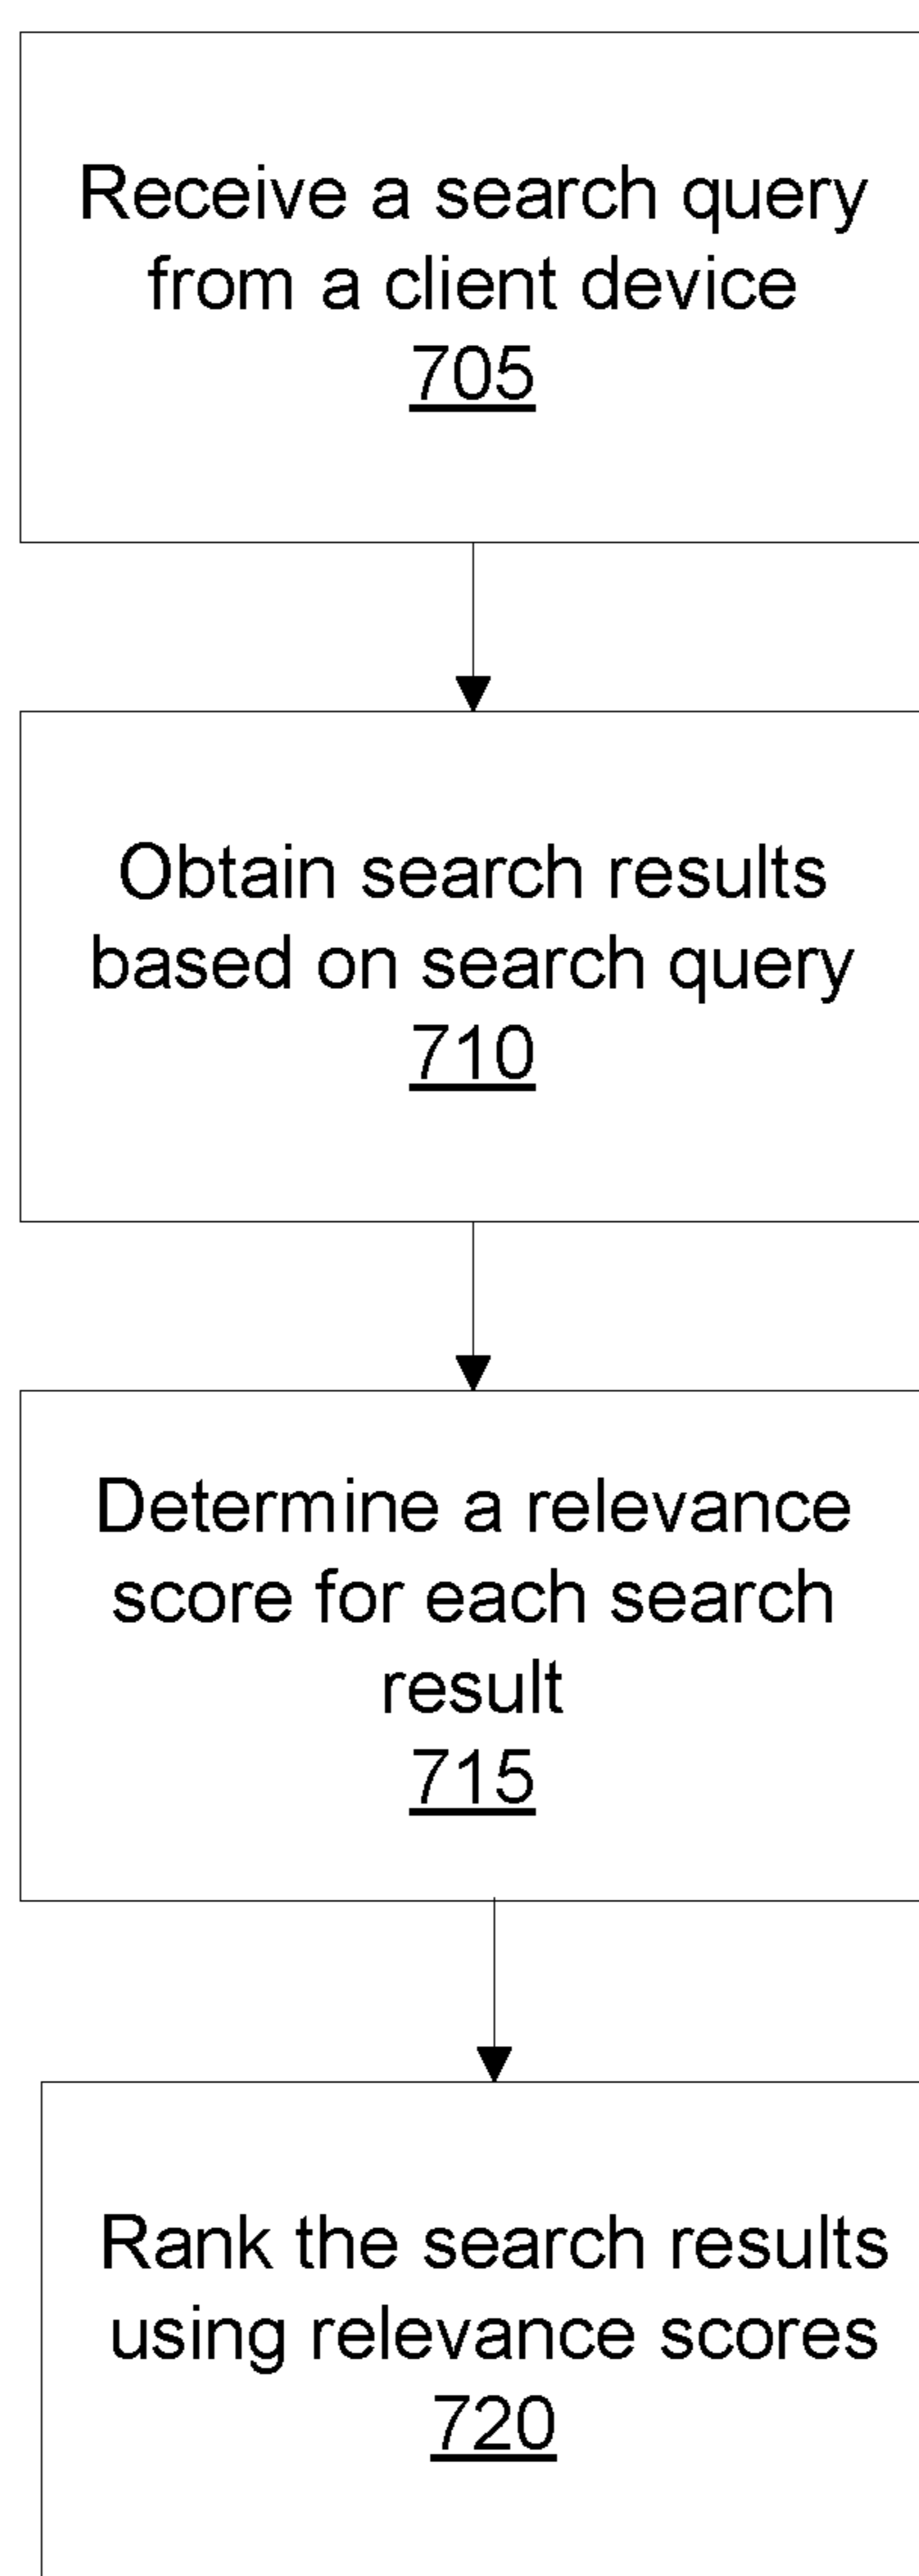 Receive a search query
from a client device
705
Obtain search results
based on search query
710
Determine a relevance
score for each search
result
715
Rank the search results
using relevance scores
720